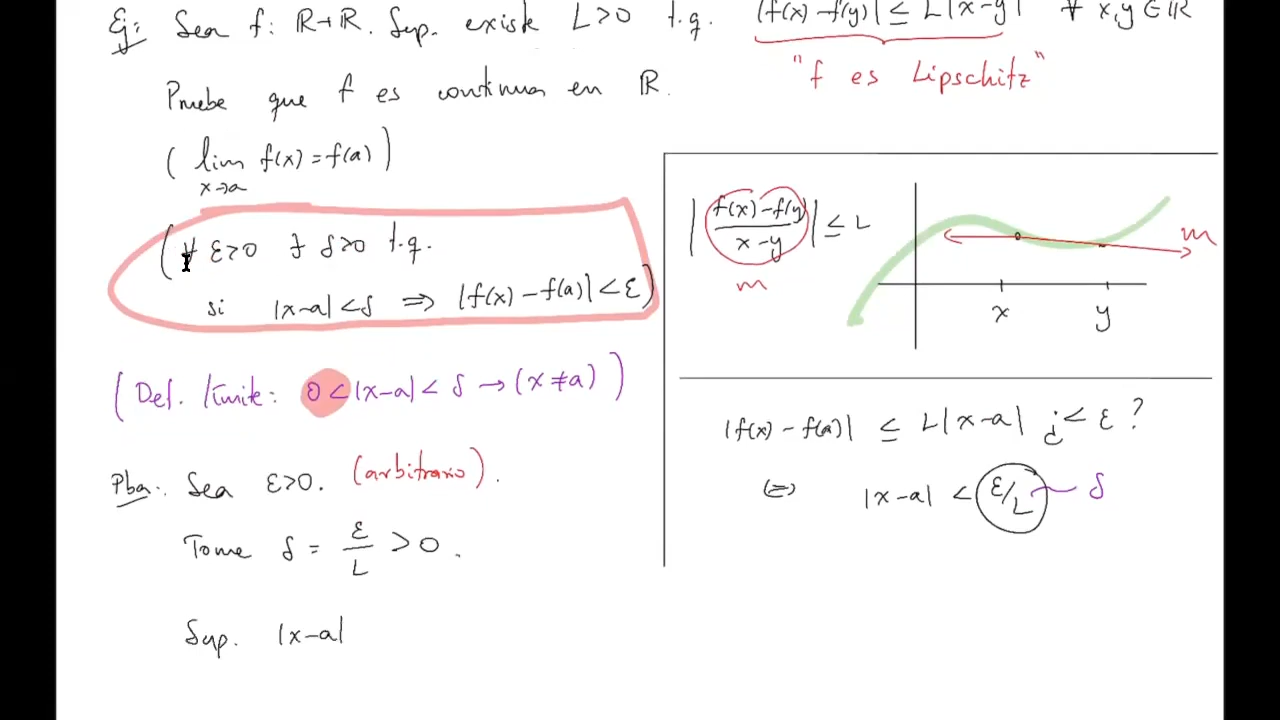 Ej: Sea f: ℝ→ℝ. Sup. existe L>0 t.q. |f(x)-f(y)| ≤ L|x-y| ∀ x,y ∈ ℝ
"f es Lipschitz"
Pruebe que f es continua en ℝ.
( lim f(x) = f(a) )
x→a
( ∀ ε>0 ∃ δ>0 t.q.
si |x-a| < δ ⇒ |f(x) - f(a)| < ε )
( Def. límite: 0 < |x-a| < δ → (x ≠ a) )
Pba: Sea ε>0. (arbitrario).
Tome δ = ε/L > 0.
Sup. |x-a|
| (f(x)-f(y))/(x-y) | ≤ L
m
m
x y
|f(x) - f(a)| ≤ L|x-a| ¿< ε ?
⇔ |x-a| < ε/L δ